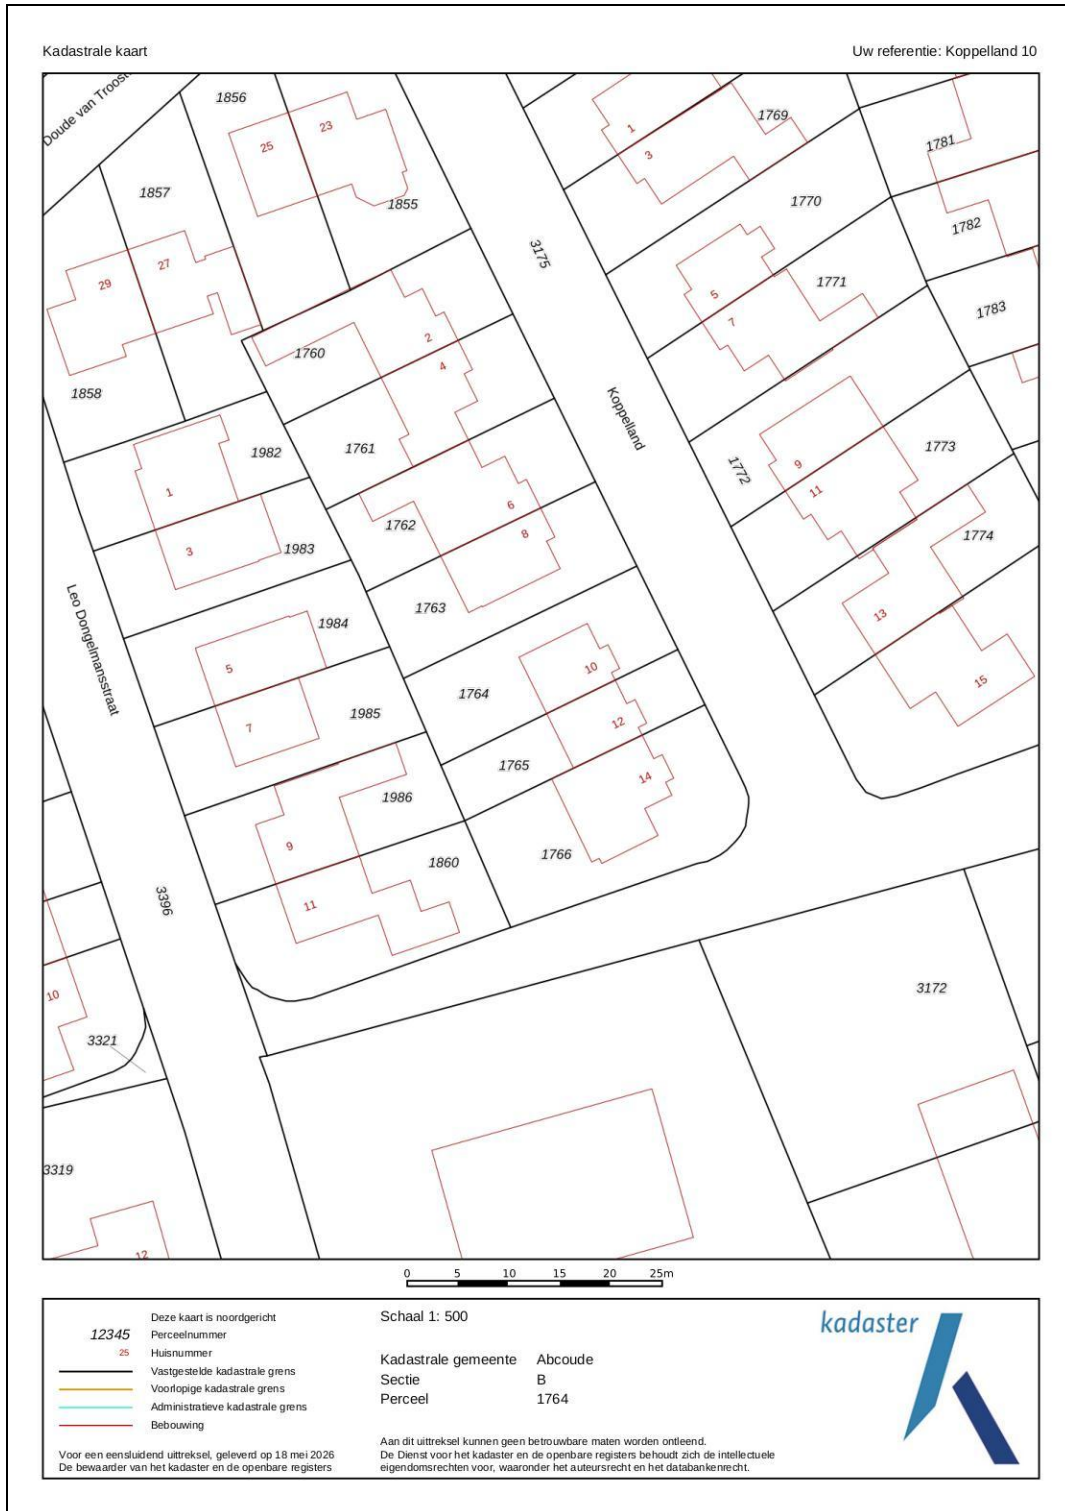 Kadastrale kaart
Uw referentie: Koppelland 10
Doude van Troost
1856
25
23
1855
1857
27
29
1858
1
3
1769
1781
1770
1782
3175
5
7
1771
1783
1760
2
4
1761
Koppelland
1982
1
1983
3
1762
6
8
1763
1772
9
11
1773
1774
13
15
Leo Dongelmansstraat
1984
5
7
1985
1764
10
12
1765
14
1766
1986
9
1860
11
3396
10
3321
3172
3319
12
0 5 10 15 20 25m
Deze kaart is noordgericht
12345 Perceelnummer
25 Huisnummer
Vastgestelde kadastrale grens
Voorlopige kadastrale grens
Administratieve kadastrale grens
Bebouwing
Voor een eensluidend uittreksel, geleverd op 18 mei 2026
De bewaarder van het kadaster en de openbare registers
Schaal 1: 500
Kadastrale gemeente Abcoude
Sectie B
Perceel 1764
Aan dit uittreksel kunnen geen betrouwbare maten worden ontleend.
De Dienst voor het kadaster en de openbare registers behoudt zich de intellectuele
eigendomsrechten voor, waaronder het auteursrecht en het databankenrecht.
kadaster